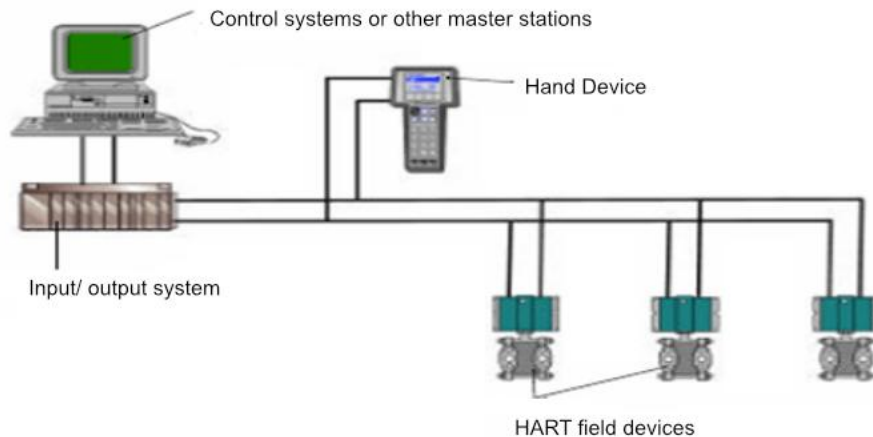 Control systems or other master stations
Hand Device
Input/ output system
HART field devices